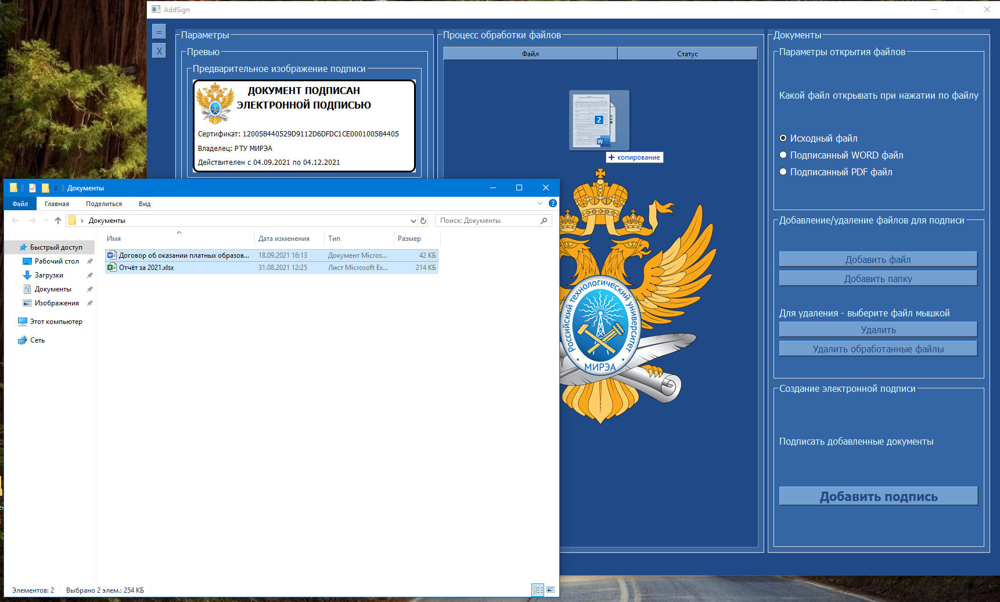 AddSign
=
X
Параметры
Превью
Предварительное изображение подписи
ДОКУМЕНТ ПОДПИСАН
ЭЛЕКТРОННОЙ ПОДПИСЬЮ
Сертификат: 120058440529D9112D6DFDC1CE000100584405
Владелец: РТУ МИРЭА
Действителен с 04.09.2021 по 04.12.2021
Процесс обработки файлов
Файл Статус
2
W
+ копирование
Российский технологический университет
МИРЭА
Документы
Параметры открытия файлов
Какой файл открывать при нажатии по файлу
Исходный файл
Подписанный WORD файл
Подписанный PDF файл
Добавление/удаление файлов для подписи
Добавить файл
Добавить папку
Для удаления - выберите файл мышкой
Удалить
Удалить обработанные файлы
Создание электронной подписи
Подписать добавленные документы
Добавить подпись
Документы
Файл Главная Поделиться Вид
?
Документы
Поиск: Документы
Быстрый доступ
Рабочий стол
Загрузки
Документы
Изображения
Этот компьютер
Сеть
Имя Дата изменения Тип Размер
Договор об оказании платных образов... 18.09.2021 16:13 Документ Micros... 42 КБ
Отчёт за 2021.xlsx 31.08.2021 12:25 Лист Microsoft Ex... 214 КБ
Элементов: 2 Выбрано 2 элем.: 254 КБ